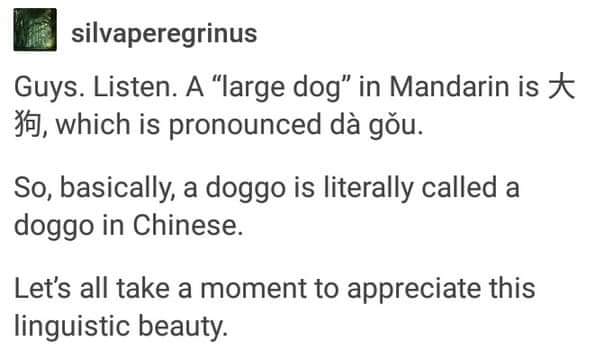 silvaperegrinus
Guys. Listen. A “large dog” in Mandarin is 大
狗, which is pronounced dà gǒu.
So, basically, a doggo is literally called a
doggo in Chinese.
Let’s all take a moment to appreciate this
linguistic beauty.